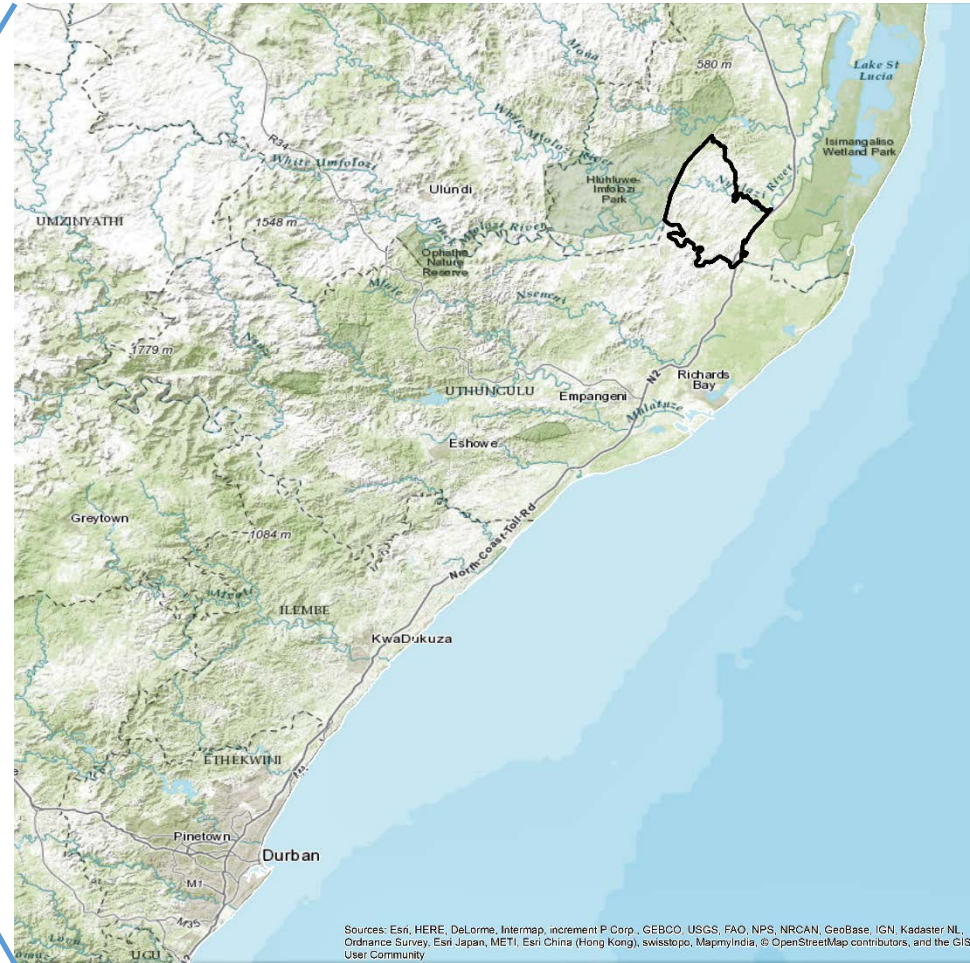 580 m
Lake St
Lucia
R34
White Mfolozi River
White Umfolozi
Isimangaliso
Wetland Park
Hluhluwe-
Imfolozi
Park
River
Ulundi
UMZINYATHI
1548 m
Black Mfolozi River
Ophathe
Nature
Reserve
Mfule
Nseleni
1779 m
N2
Richards
Bay
UTHUNGULU
Empangeni
Mhlatuze
Eshowe
Greytown
1084 m
North-Coast-Toll-Rd
Mvoti
ILEMBE
KwaDukuza
ETHEKWINI
Pinetown
Durban
M1
M35
UGU
Sources: Esri, HERE, DeLorme, Intermap, increment P Corp., GEBCO, USGS, FAO, NPS, NRCAN, GeoBase, IGN, Kadaster NL,
Ordnance Survey, Esri Japan, METI, Esri China (Hong Kong), swisstopo, MapmyIndia, © OpenStreetMap contributors, and the GIS
User Community